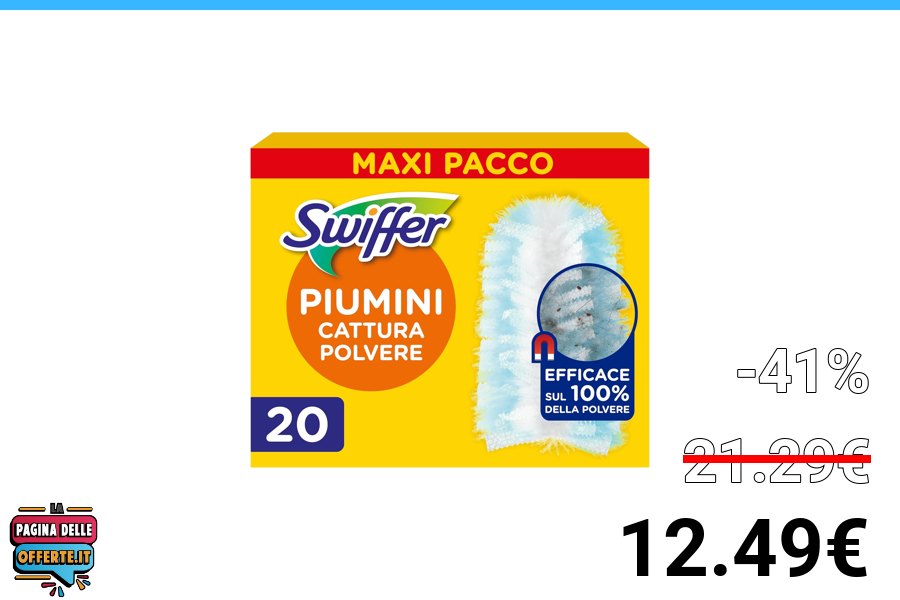 MAXI PACCO
Swiffer
PIUMINI
CATTURA
POLVERE
EFFICACE
SUL 100%
DELLA POLVERE
20
-41%
21.29€
12.49€
LA
PAGINA DELLE
OFFERTE.IT